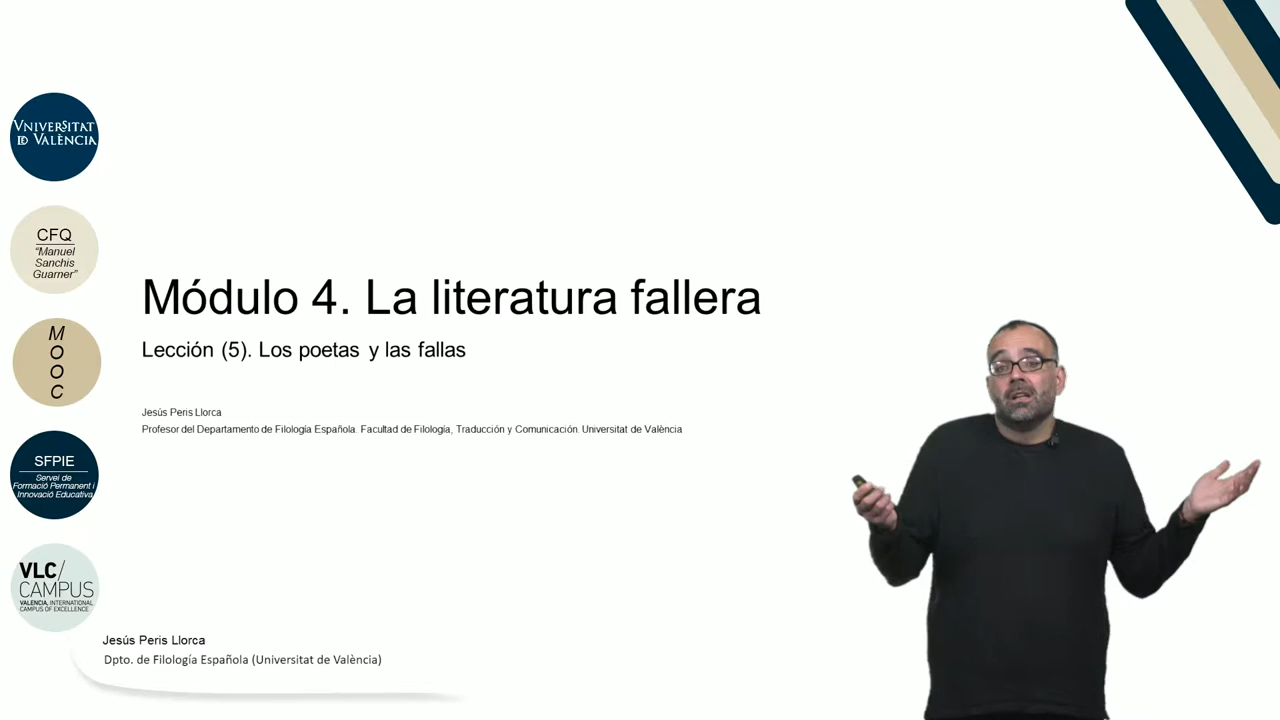 VNIVERSITAT
ID VALÈNCIA
CFQ
"Manuel
Sanchis
Guarner"
M
O
O
C
SFPIE
Servei de
Formació Permanent i
Innovació Educativa
VLC/
CAMPUS
VALENCIA, INTERNATIONAL
CAMPUS OF EXCELLENCE
Módulo 4. La literatura fallera
Lección (5). Los poetas y las fallas
Jesús Peris Llorca
Profesor del Departamento de Filología Española. Facultad de Filología, Traducción y Comunicación. Universitat de València
Jesús Peris Llorca
Dpto. de Filología Española (Universitat de València)